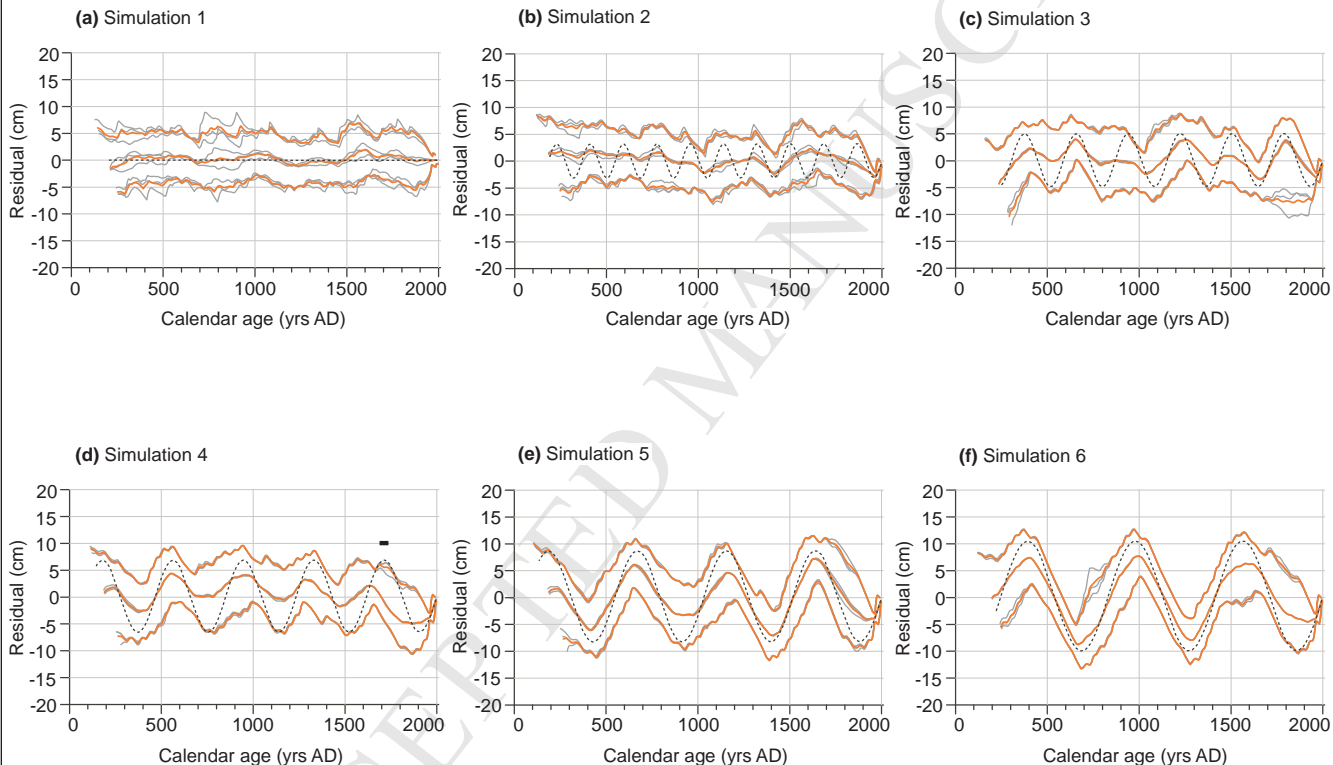 (a) Simulation 1
20
15
10
5
0
-5
-10
-15
-20
Residual (cm)
0 500 1000 1500 2000
Calendar age (yrs AD)
(b) Simulation 2
20
15
10
5
0
-5
-10
-15
-20
Residual (cm)
0 500 1000 1500 2000
Calendar age (yrs AD)
(c) Simulation 3
20
15
10
5
0
-5
-10
-15
-20
Residual (cm)
0 500 1000 1500 2000
Calendar age (yrs AD)
(d) Simulation 4
20
15
10
5
0
-5
-10
-15
-20
Residual (cm)
0 500 1000 1500 2000
Calendar age (yrs AD)
(e) Simulation 5
20
15
10
5
0
-5
-10
-15
-20
Residual (cm)
0 500 1000 1500 2000
Calendar age (yrs AD)
(f) Simulation 6
20
15
10
5
0
-5
-10
-15
-20
Residual (cm)
0 500 1000 1500 2000
Calendar age (yrs AD)
CEPTED MANUSC